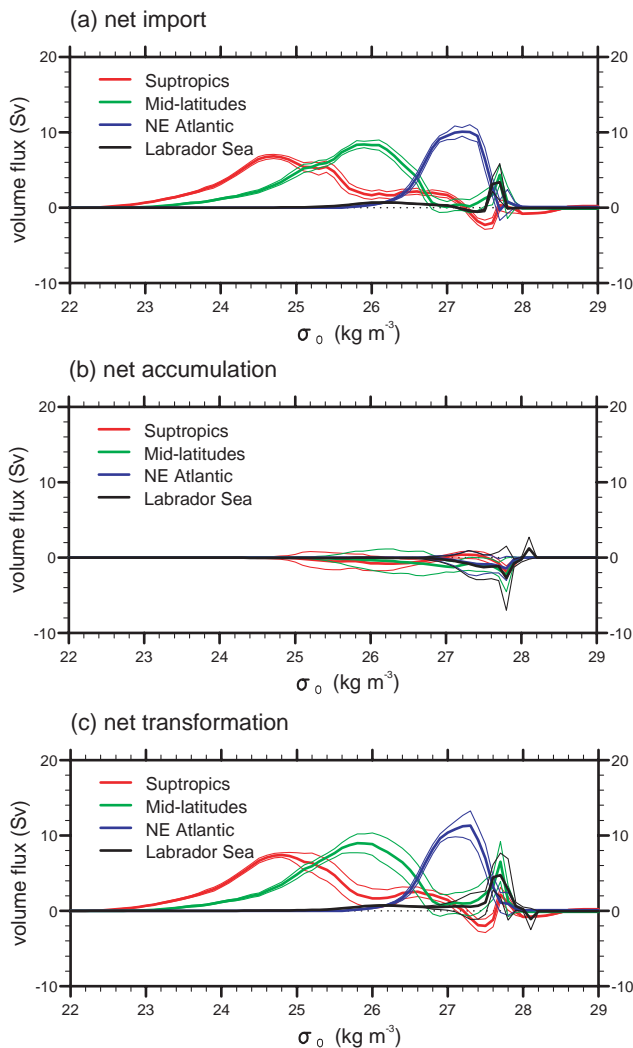 (a) net import
20
10
0
-10
20
10
0
-10
volume flux (Sv)
Suptropics
Mid-latitudes
NE Atlantic
Labrador Sea
22 23 24 25 26 27 28 29
σ₀ (kg m⁻³)
(b) net accumulation
20
10
0
-10
20
10
0
-10
volume flux (Sv)
Suptropics
Mid-latitudes
NE Atlantic
Labrador Sea
22 23 24 25 26 27 28 29
σ₀ (kg m⁻³)
(c) net transformation
20
10
0
-10
20
10
0
-10
volume flux (Sv)
Suptropics
Mid-latitudes
NE Atlantic
Labrador Sea
22 23 24 25 26 27 28 29
σ₀ (kg m⁻³)